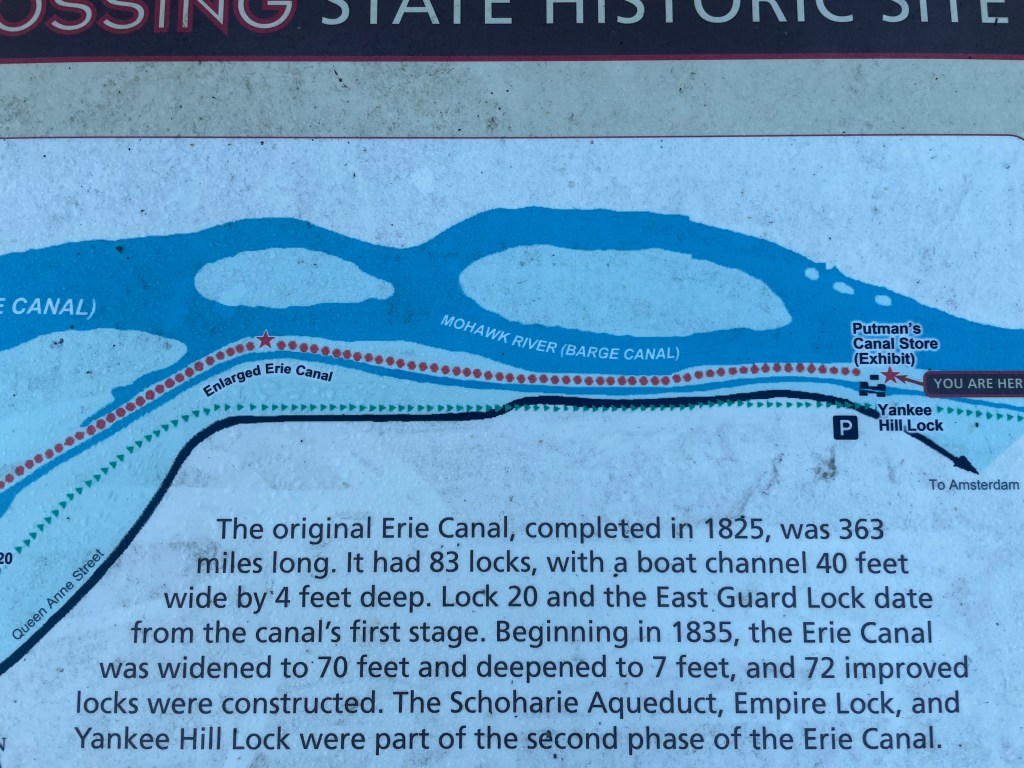 OSSING STATE HISTORIC SITE
E CANAL)
MOHAWK RIVER (BARGE CANAL)
Enlarged Erie Canal
Putman's
Canal Store
(Exhibit)
YOU ARE HER
Yankee
Hill Lock
P
To Amsterdam
20
Queen Anne Street
The original Erie Canal, completed in 1825, was 363
miles long. It had 83 locks, with a boat channel 40 feet
wide by 4 feet deep. Lock 20 and the East Guard Lock date
from the canal's first stage. Beginning in 1835, the Erie Canal
was widened to 70 feet and deepened to 7 feet, and 72 improved
locks were constructed. The Schoharie Aqueduct, Empire Lock, and
Yankee Hill Lock were part of the second phase of the Erie Canal.
N